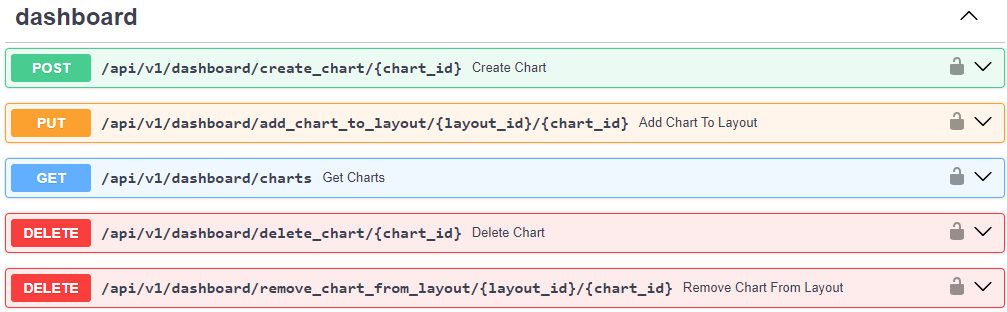 dashboard
POST /api/v1/dashboard/create_chart/{chart_id} Create Chart
PUT /api/v1/dashboard/add_chart_to_layout/{layout_id}/{chart_id} Add Chart To Layout
GET /api/v1/dashboard/charts Get Charts
DELETE /api/v1/dashboard/delete_chart/{chart_id} Delete Chart
DELETE /api/v1/dashboard/remove_chart_from_layout/{layout_id}/{chart_id} Remove Chart From Layout